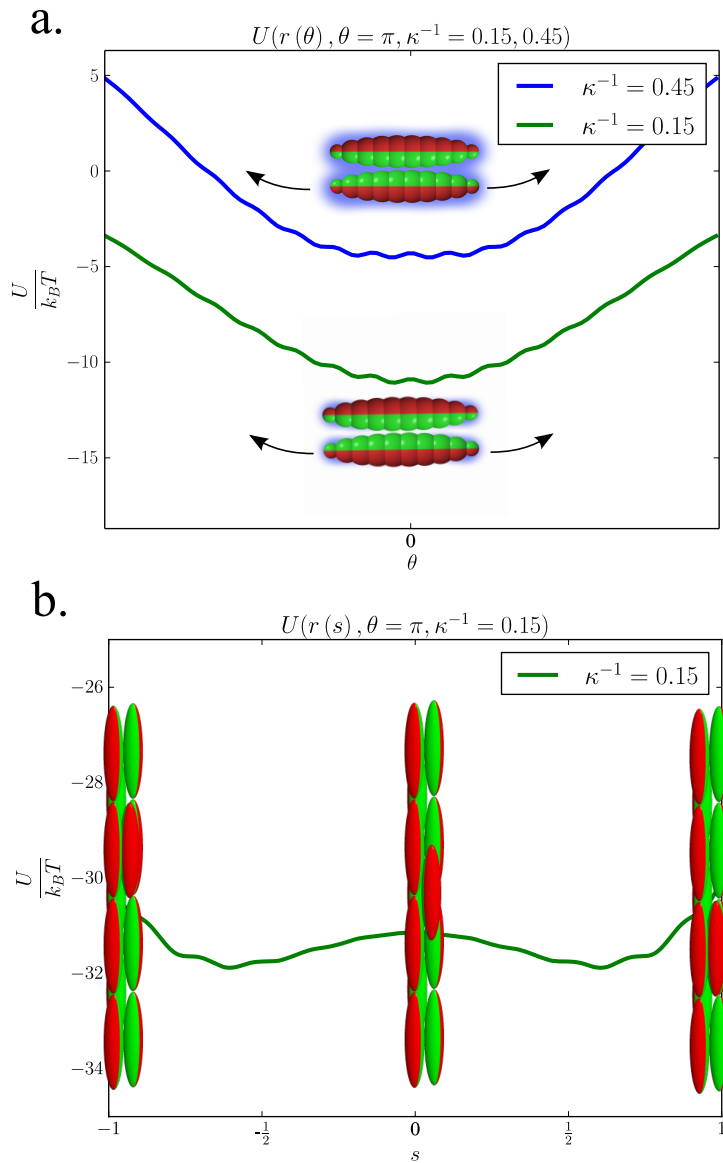 a.
U(r(θ), θ = π, κ⁻¹ = 0.15, 0.45)
κ⁻¹ = 0.45
κ⁻¹ = 0.15
5
0
−5
−10
−15
U/k_BT
0
θ
b.
U(r(s), θ = π, κ⁻¹ = 0.15)
κ⁻¹ = 0.15
−26
−28
−30
−32
−34
U/k_BT
−1 -1/2 0 1/2 1
s